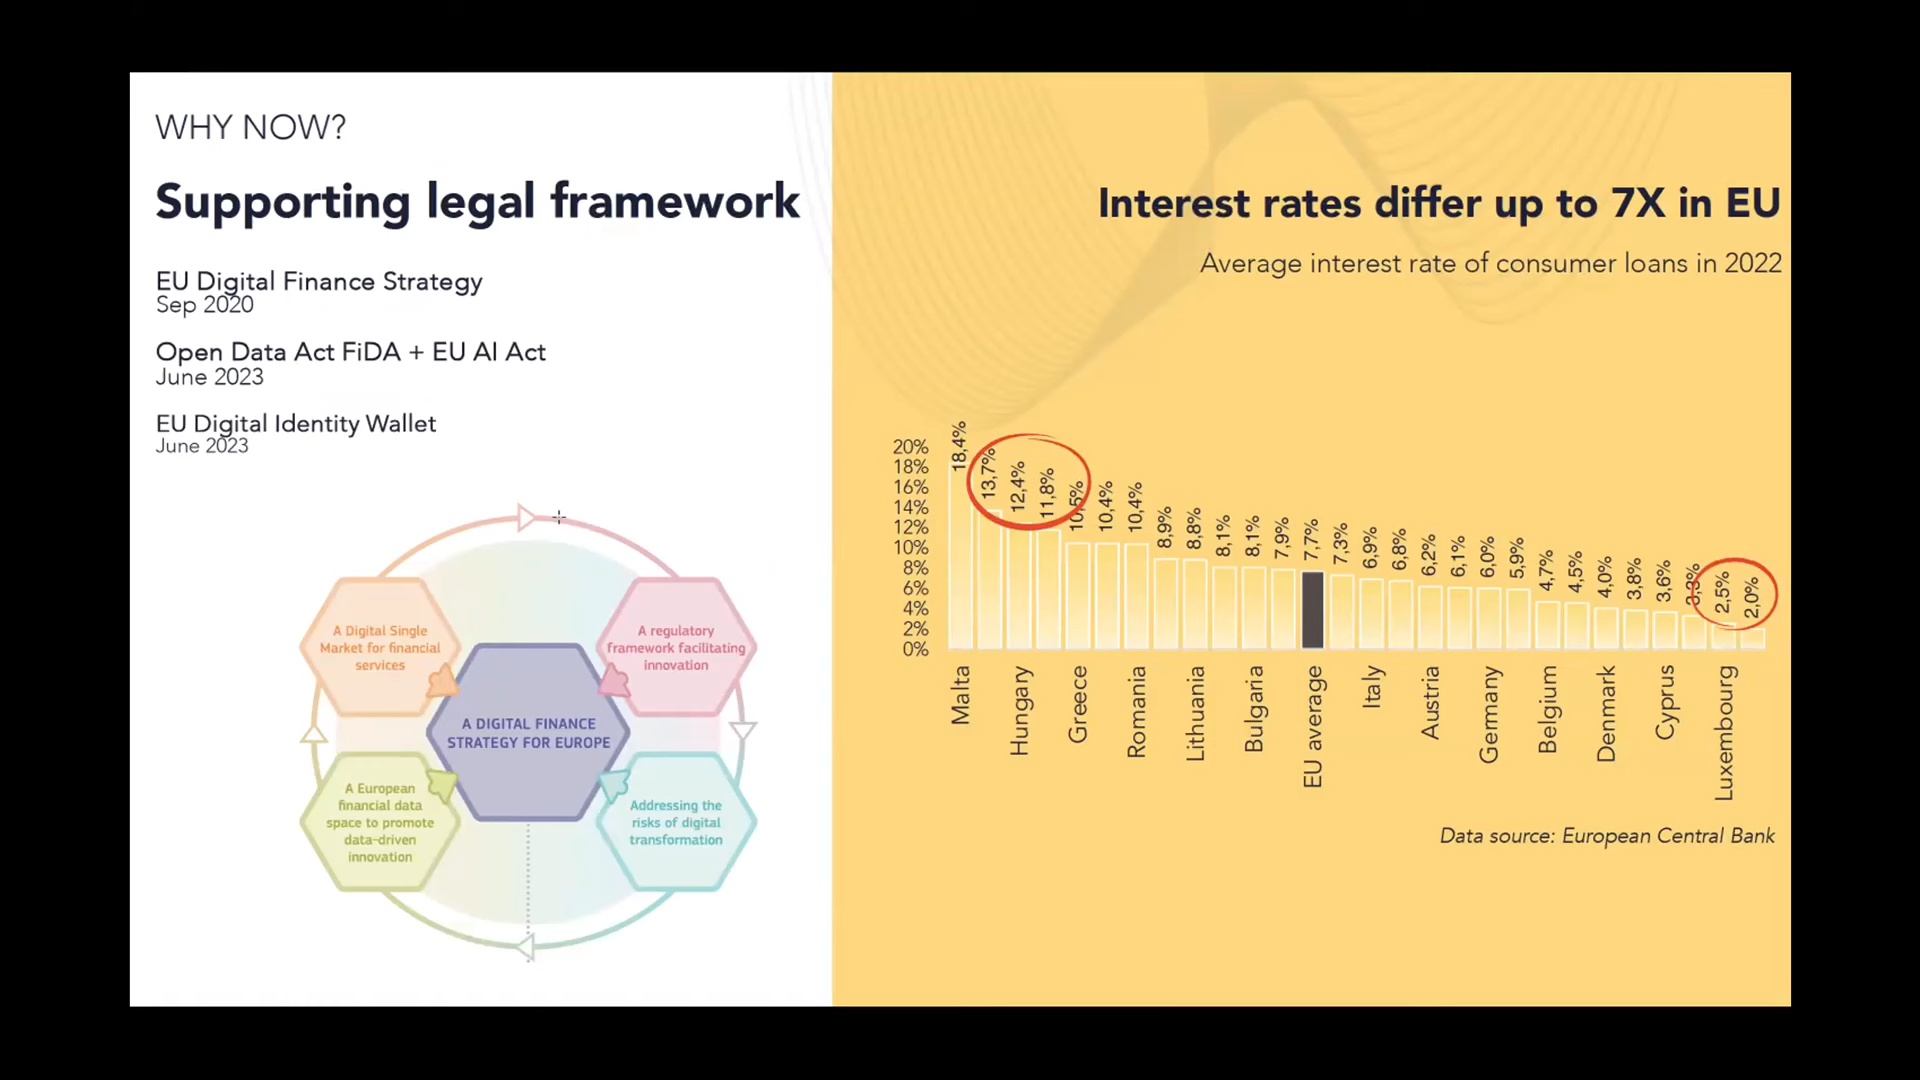 WHY NOW?
Supporting legal framework
EU Digital Finance Strategy
Sep 2020
Open Data Act FiDA + EU AI Act
June 2023
EU Digital Identity Wallet
June 2023
A Digital Single
Market for financial
services
A regulatory
framework facilitating
innovation
A DIGITAL FINANCE
STRATEGY FOR EUROPE
A European
financial data
space to promote
data-driven
innovation
Addressing the
risks of digital
transformation
Interest rates differ up to 7X in EU
Average interest rate of consumer loans in 2022
20%
18%
16%
14%
12%
10%
8%
6%
4%
2%
0%
18,4%
13,7%
12,4%
11,8%
10,5%
10,4%
10,4%
8,9%
8,8%
8,1%
8,1%
7,9%
7,7%
7,3%
6,9%
6,8%
6,2%
6,1%
6,0%
5,9%
4,7%
4,5%
4,0%
3,8%
3,6%
3,3%
2,5%
2,0%
Malta
Hungary
Greece
Romania
Lithuania
Bulgaria
EU average
Italy
Austria
Germany
Belgium
Denmark
Cyprus
Luxembourg
Data source: European Central Bank